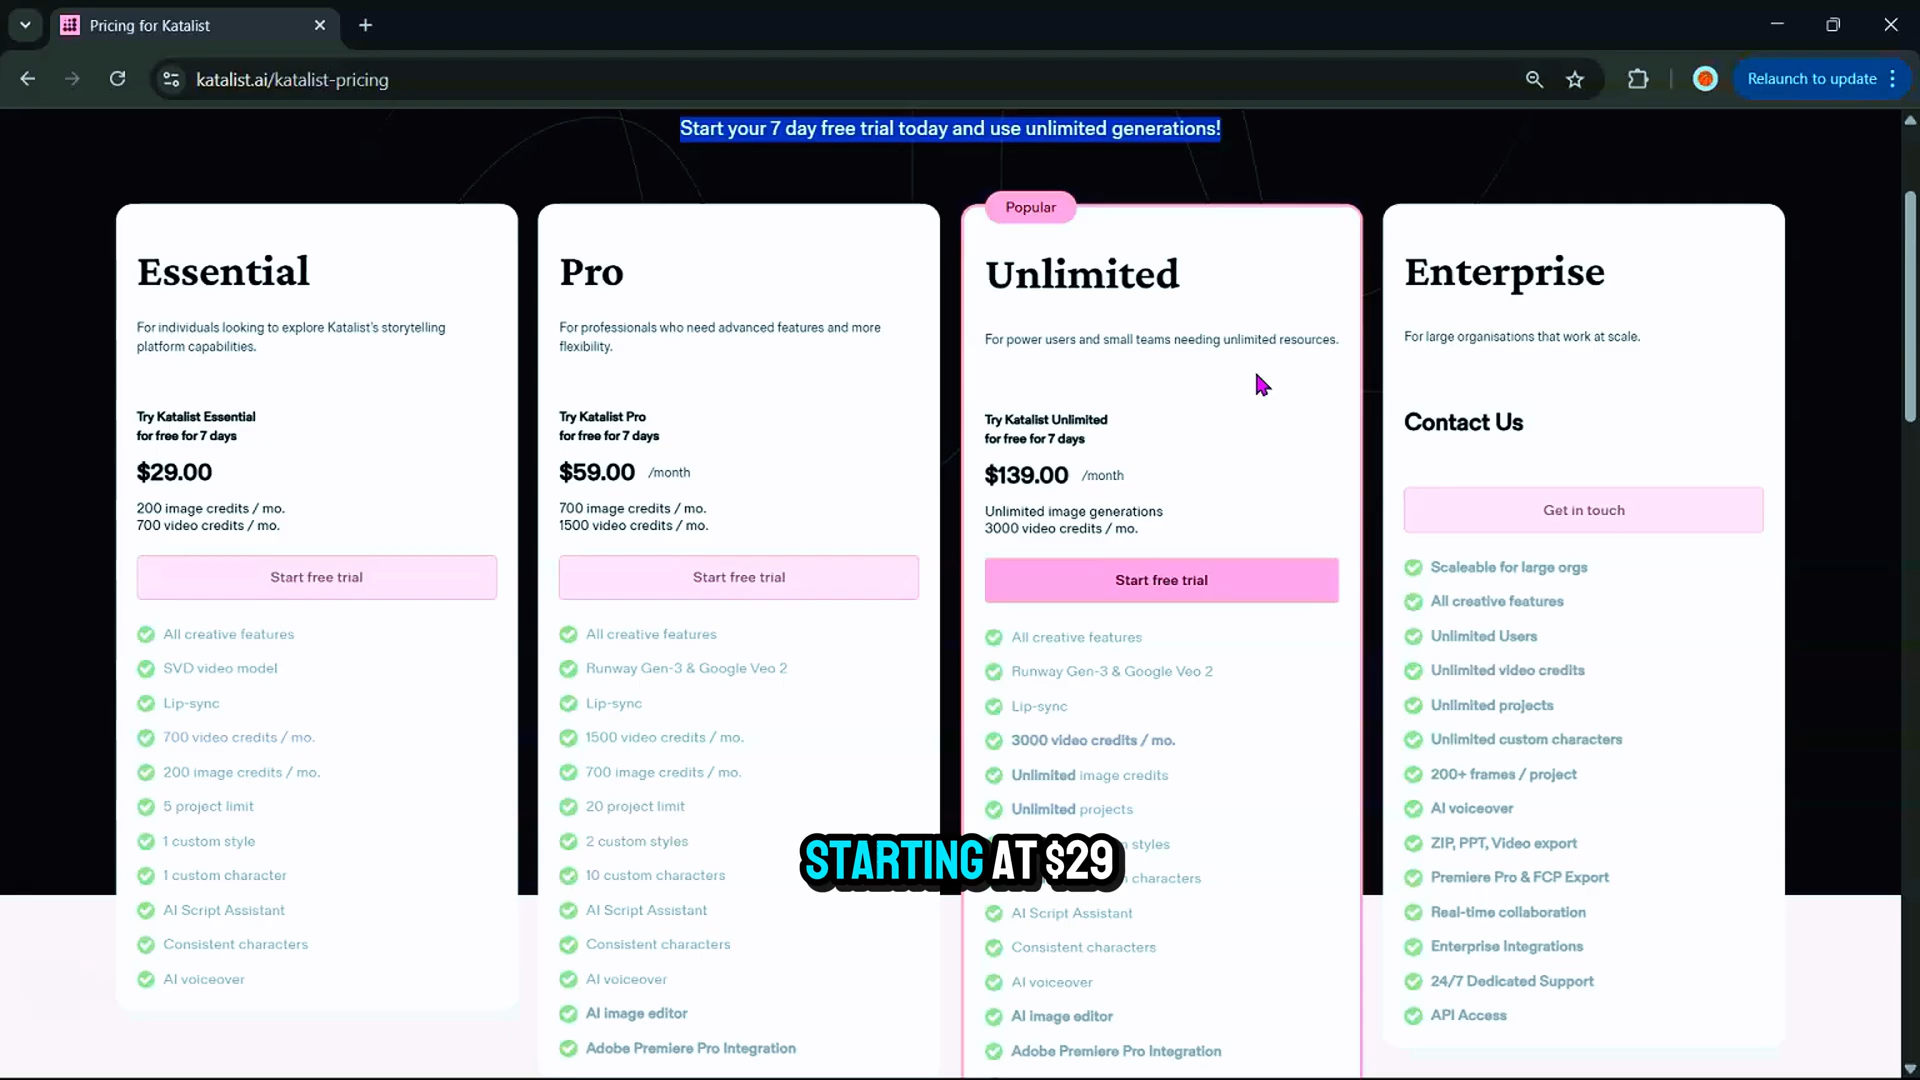 Pricing for Katalist
katalist.ai/katalist-pricing
Relaunch to update
Start your 7 day free trial today and use unlimited generations!
Essential
For individuals looking to explore Katalist's storytelling
platform capabilities.
Try Katalist Essential
for free for 7 days
$29.00
200 image credits / mo.
700 video credits / mo.
Start free trial
All creative features
SVD video model
Lip-sync
700 video credits / mo.
200 image credits / mo.
5 project limit
1 custom style
1 custom character
AI Script Assistant
Consistent characters
AI voiceover
Pro
For professionals who need advanced features and more
flexibility.
Try Katalist Pro
for free for 7 days
$59.00 /month
700 image credits / mo.
1500 video credits / mo.
Start free trial
All creative features
Runway Gen-3 & Google Veo 2
Lip-sync
1500 video credits / mo.
700 image credits / mo.
20 project limit
2 custom styles
10 custom characters
AI Script Assistant
Consistent characters
AI voiceover
AI image editor
Adobe Premiere Pro Integration
Popular
Unlimited
For power users and small teams needing unlimited resources.
Try Katalist Unlimited
for free for 7 days
$139.00 /month
Unlimited image generations
3000 video credits / mo.
Start free trial
All creative features
Runway Gen-3 & Google Veo 2
Lip-sync
3000 video credits / mo.
Unlimited image credits
Unlimited projects
styles
characters
AI Script Assistant
Consistent characters
AI voiceover
AI image editor
Adobe Premiere Pro Integration
Enterprise
For large organisations that work at scale.
Contact Us
Get in touch
Scaleable for large orgs
All creative features
Unlimited Users
Unlimited video credits
Unlimited projects
Unlimited custom characters
200+ frames / project
AI voiceover
ZIP, PPT, Video export
Premiere Pro & FCP Export
Real-time collaboration
Enterprise Integrations
24/7 Dedicated Support
API Access
STARTING AT $29